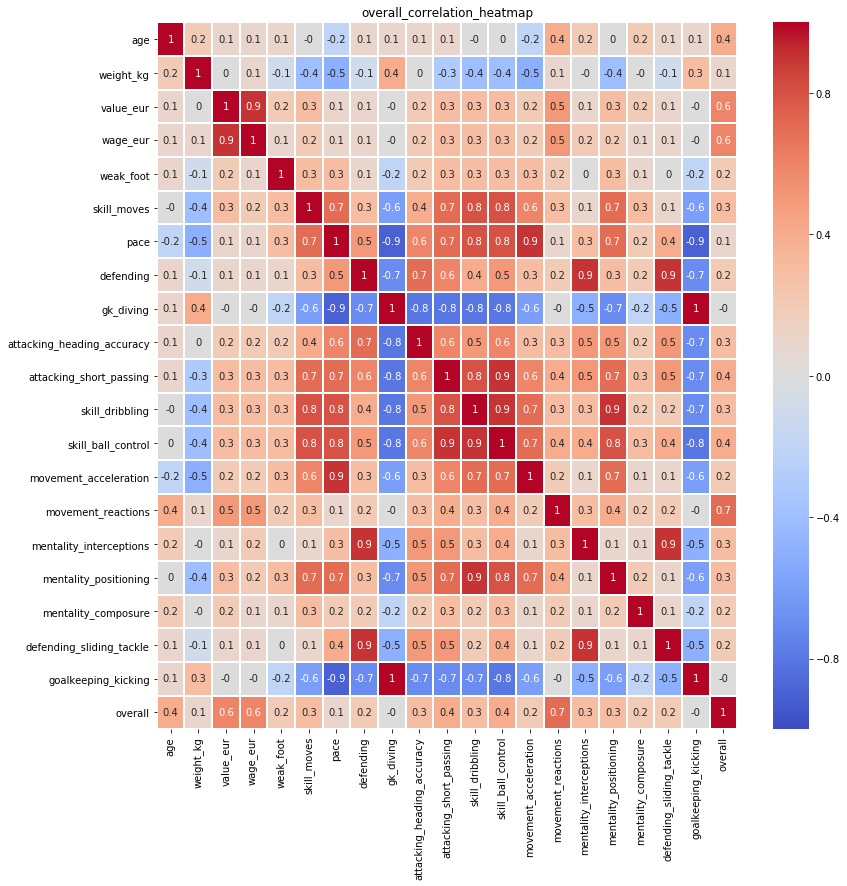 overall_correlation_heatmap
age 1 0.2 0.1 0.1 0.1 -0 -0.2 0.1 0.1 0.1 0.1 -0 0 -0.2 0.4 0.2 0 0.2 0.1 0.1 0.4
weight_kg 0.2 1 0 0.1 -0.1 -0.4 -0.5 -0.1 0.4 0 -0.3 -0.4 -0.4 -0.5 0.1 -0 -0.4 -0 -0.1 0.3 0.1
value_eur 0.1 0 1 0.9 0.2 0.3 0.1 0.1 -0 0.2 0.3 0.3 0.3 0.2 0.5 0.1 0.3 0.2 0.1 -0 0.6
wage_eur 0.1 0.1 0.9 1 0.1 0.2 0.1 0.1 -0 0.2 0.3 0.3 0.3 0.2 0.5 0.2 0.2 0.1 0.1 -0 0.6
weak_foot 0.1 -0.1 0.2 0.1 1 0.3 0.3 0.1 -0.2 0.2 0.3 0.3 0.3 0.3 0.2 0 0.3 0.1 0 -0.2 0.2
skill_moves -0 -0.4 0.3 0.2 0.3 1 0.7 0.3 -0.6 0.4 0.7 0.8 0.8 0.6 0.3 0.1 0.7 0.3 0.1 -0.6 0.3
pace -0.2 -0.5 0.1 0.1 0.3 0.7 1 0.5 -0.9 0.6 0.7 0.8 0.8 0.9 0.1 0.3 0.7 0.2 0.4 -0.9 0.1
defending 0.1 -0.1 0.1 0.1 0.1 0.3 0.5 1 -0.7 0.7 0.6 0.4 0.5 0.3 0.2 0.9 0.3 0.2 0.9 -0.7 0.2
gk_diving 0.1 0.4 -0 -0 -0.2 -0.6 -0.9 -0.7 1 -0.8 -0.8 -0.8 -0.8 -0.6 -0 -0.5 -0.7 -0.2 -0.5 1 -0
attacking_heading_accuracy 0.1 0 0.2 0.2 0.2 0.4 0.6 0.7 -0.8 1 0.6 0.5 0.6 0.3 0.3 0.5 0.5 0.2 0.5 -0.7 0.3
attacking_short_passing 0.1 -0.3 0.3 0.3 0.3 0.7 0.7 0.6 -0.8 0.6 1 0.8 0.9 0.6 0.4 0.5 0.7 0.3 0.5 -0.7 0.4
skill_dribbling -0 -0.4 0.3 0.3 0.3 0.8 0.8 0.4 -0.8 0.5 0.8 1 0.9 0.7 0.3 0.3 0.9 0.2 0.2 -0.7 0.3
skill_ball_control 0 -0.4 0.3 0.3 0.3 0.8 0.8 0.5 -0.8 0.6 0.9 0.9 1 0.7 0.4 0.4 0.8 0.3 0.4 -0.8 0.4
movement_acceleration -0.2 -0.5 0.2 0.2 0.3 0.6 0.9 0.3 -0.6 0.3 0.6 0.7 0.7 1 0.2 0.1 0.7 0.1 0.1 -0.6 0.2
movement_reactions 0.4 0.1 0.5 0.5 0.2 0.3 0.1 0.2 -0 0.3 0.4 0.3 0.4 0.2 1 0.3 0.4 0.2 0.2 -0 0.7
mentality_interceptions 0.2 -0 0.1 0.2 0 0.1 0.3 0.9 -0.5 0.5 0.5 0.3 0.4 0.1 0.3 1 0.1 0.1 0.9 -0.5 0.3
mentality_positioning 0 -0.4 0.3 0.2 0.3 0.7 0.7 0.3 -0.7 0.5 0.7 0.9 0.8 0.7 0.4 0.1 1 0.2 0.1 -0.6 0.3
mentality_composure 0.2 -0 0.2 0.1 0.1 0.3 0.2 0.2 -0.2 0.2 0.3 0.2 0.3 0.1 0.2 0.1 0.2 1 0.1 -0.2 0.2
defending_sliding_tackle 0.1 -0.1 0.1 0.1 0 0.1 0.4 0.9 -0.5 0.5 0.5 0.2 0.4 0.1 0.2 0.9 0.1 0.1 1 -0.5 0.2
goalkeeping_kicking 0.1 0.3 -0 -0 -0.2 -0.6 -0.9 -0.7 1 -0.7 -0.7 -0.7 -0.8 -0.6 -0 -0.5 -0.6 -0.2 -0.5 1 -0
overall 0.4 0.1 0.6 0.6 0.2 0.3 0.1 0.2 -0 0.3 0.4 0.3 0.4 0.2 0.7 0.3 0.3 0.2 0.2 -0 1
age
weight_kg
value_eur
wage_eur
weak_foot
skill_moves
pace
defending
gk_diving
attacking_heading_accuracy
attacking_short_passing
skill_dribbling
skill_ball_control
movement_acceleration
movement_reactions
mentality_interceptions
mentality_positioning
mentality_composure
defending_sliding_tackle
goalkeeping_kicking
overall
0.8
0.4
0.0
−0.4
−0.8